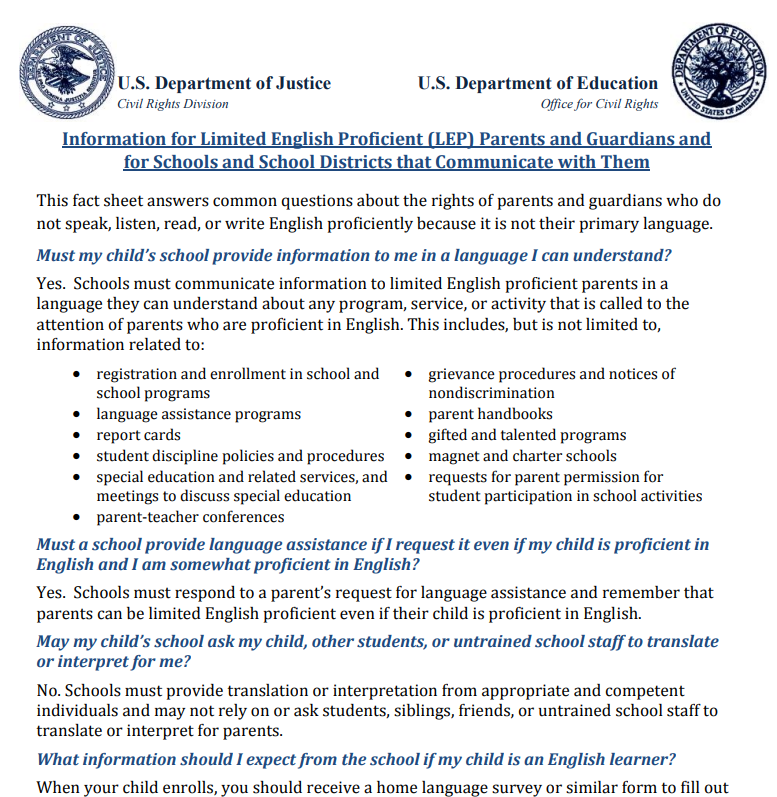 U.S. Department of Justice
Civil Rights Division
U.S. Department of Education
Office for Civil Rights
Information for Limited English Proficient (LEP) Parents and Guardians and
for Schools and School Districts that Communicate with Them
This fact sheet answers common questions about the rights of parents and guardians who do
not speak, listen, read, or write English proficiently because it is not their primary language.
Must my child’s school provide information to me in a language I can understand?
Yes.  Schools must communicate information to limited English proficient parents in a
language they can understand about any program, service, or activity that is called to the
attention of parents who are proficient in English. This includes, but is not limited to,
information related to:
• registration and enrollment in school and
school programs
• language assistance programs
• report cards
• student discipline policies and procedures
• special education and related services, and
meetings to discuss special education
• parent-teacher conferences
• grievance procedures and notices of
nondiscrimination
• parent handbooks
• gifted and talented programs
• magnet and charter schools
• requests for parent permission for
student participation in school activities
Must a school provide language assistance if I request it even if my child is proficient in
English and I am somewhat proficient in English?
Yes.  Schools must respond to a parent’s request for language assistance and remember that
parents can be limited English proficient even if their child is proficient in English.
May my child’s school ask my child, other students, or untrained school staff to translate
or interpret for me?
No. Schools must provide translation or interpretation from appropriate and competent
individuals and may not rely on or ask students, siblings, friends, or untrained school staff to
translate or interpret for parents.
What information should I expect from the school if my child is an English learner?
When your child enrolls, you should receive a home language survey or similar form to fill out
DEPARTMENT OF JUSTICE
DEPARTMENT OF EDUCATION
UNITED STATES OF AMERICA